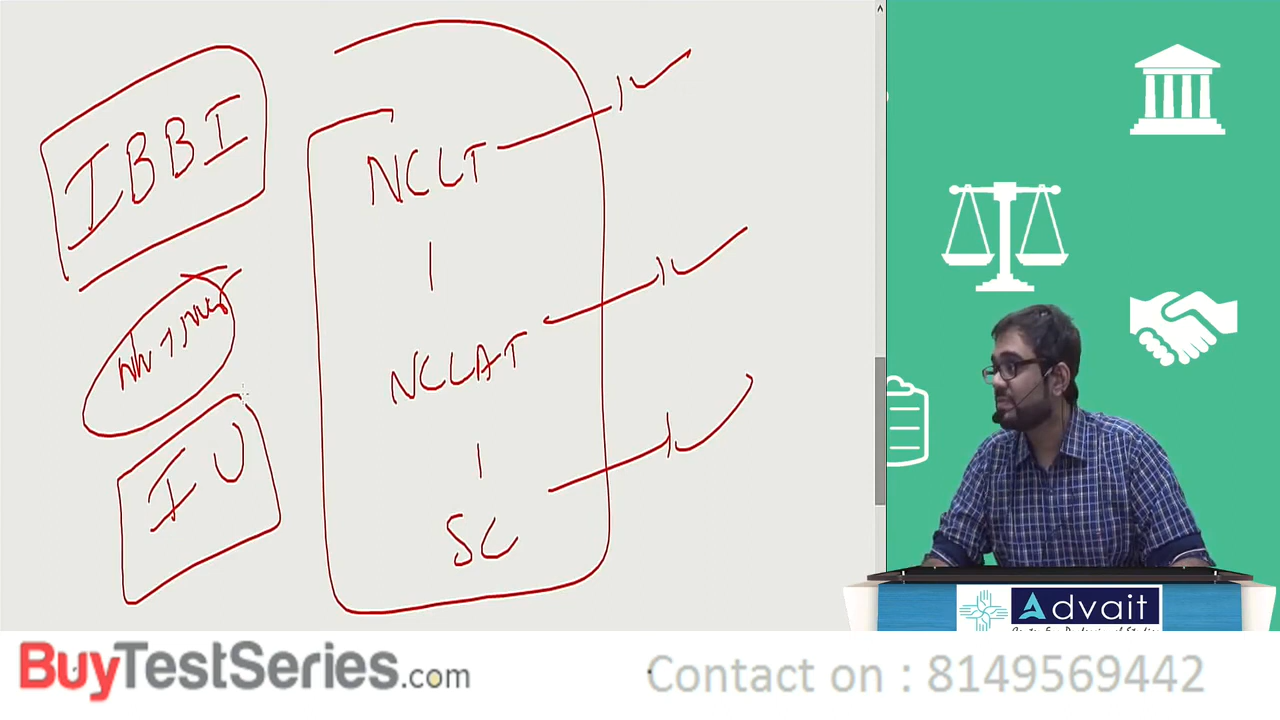 IBBI
NCLT
NCLAT
IU
SC
Advait
BuyTestSeries.com
Contact on : 8149569442